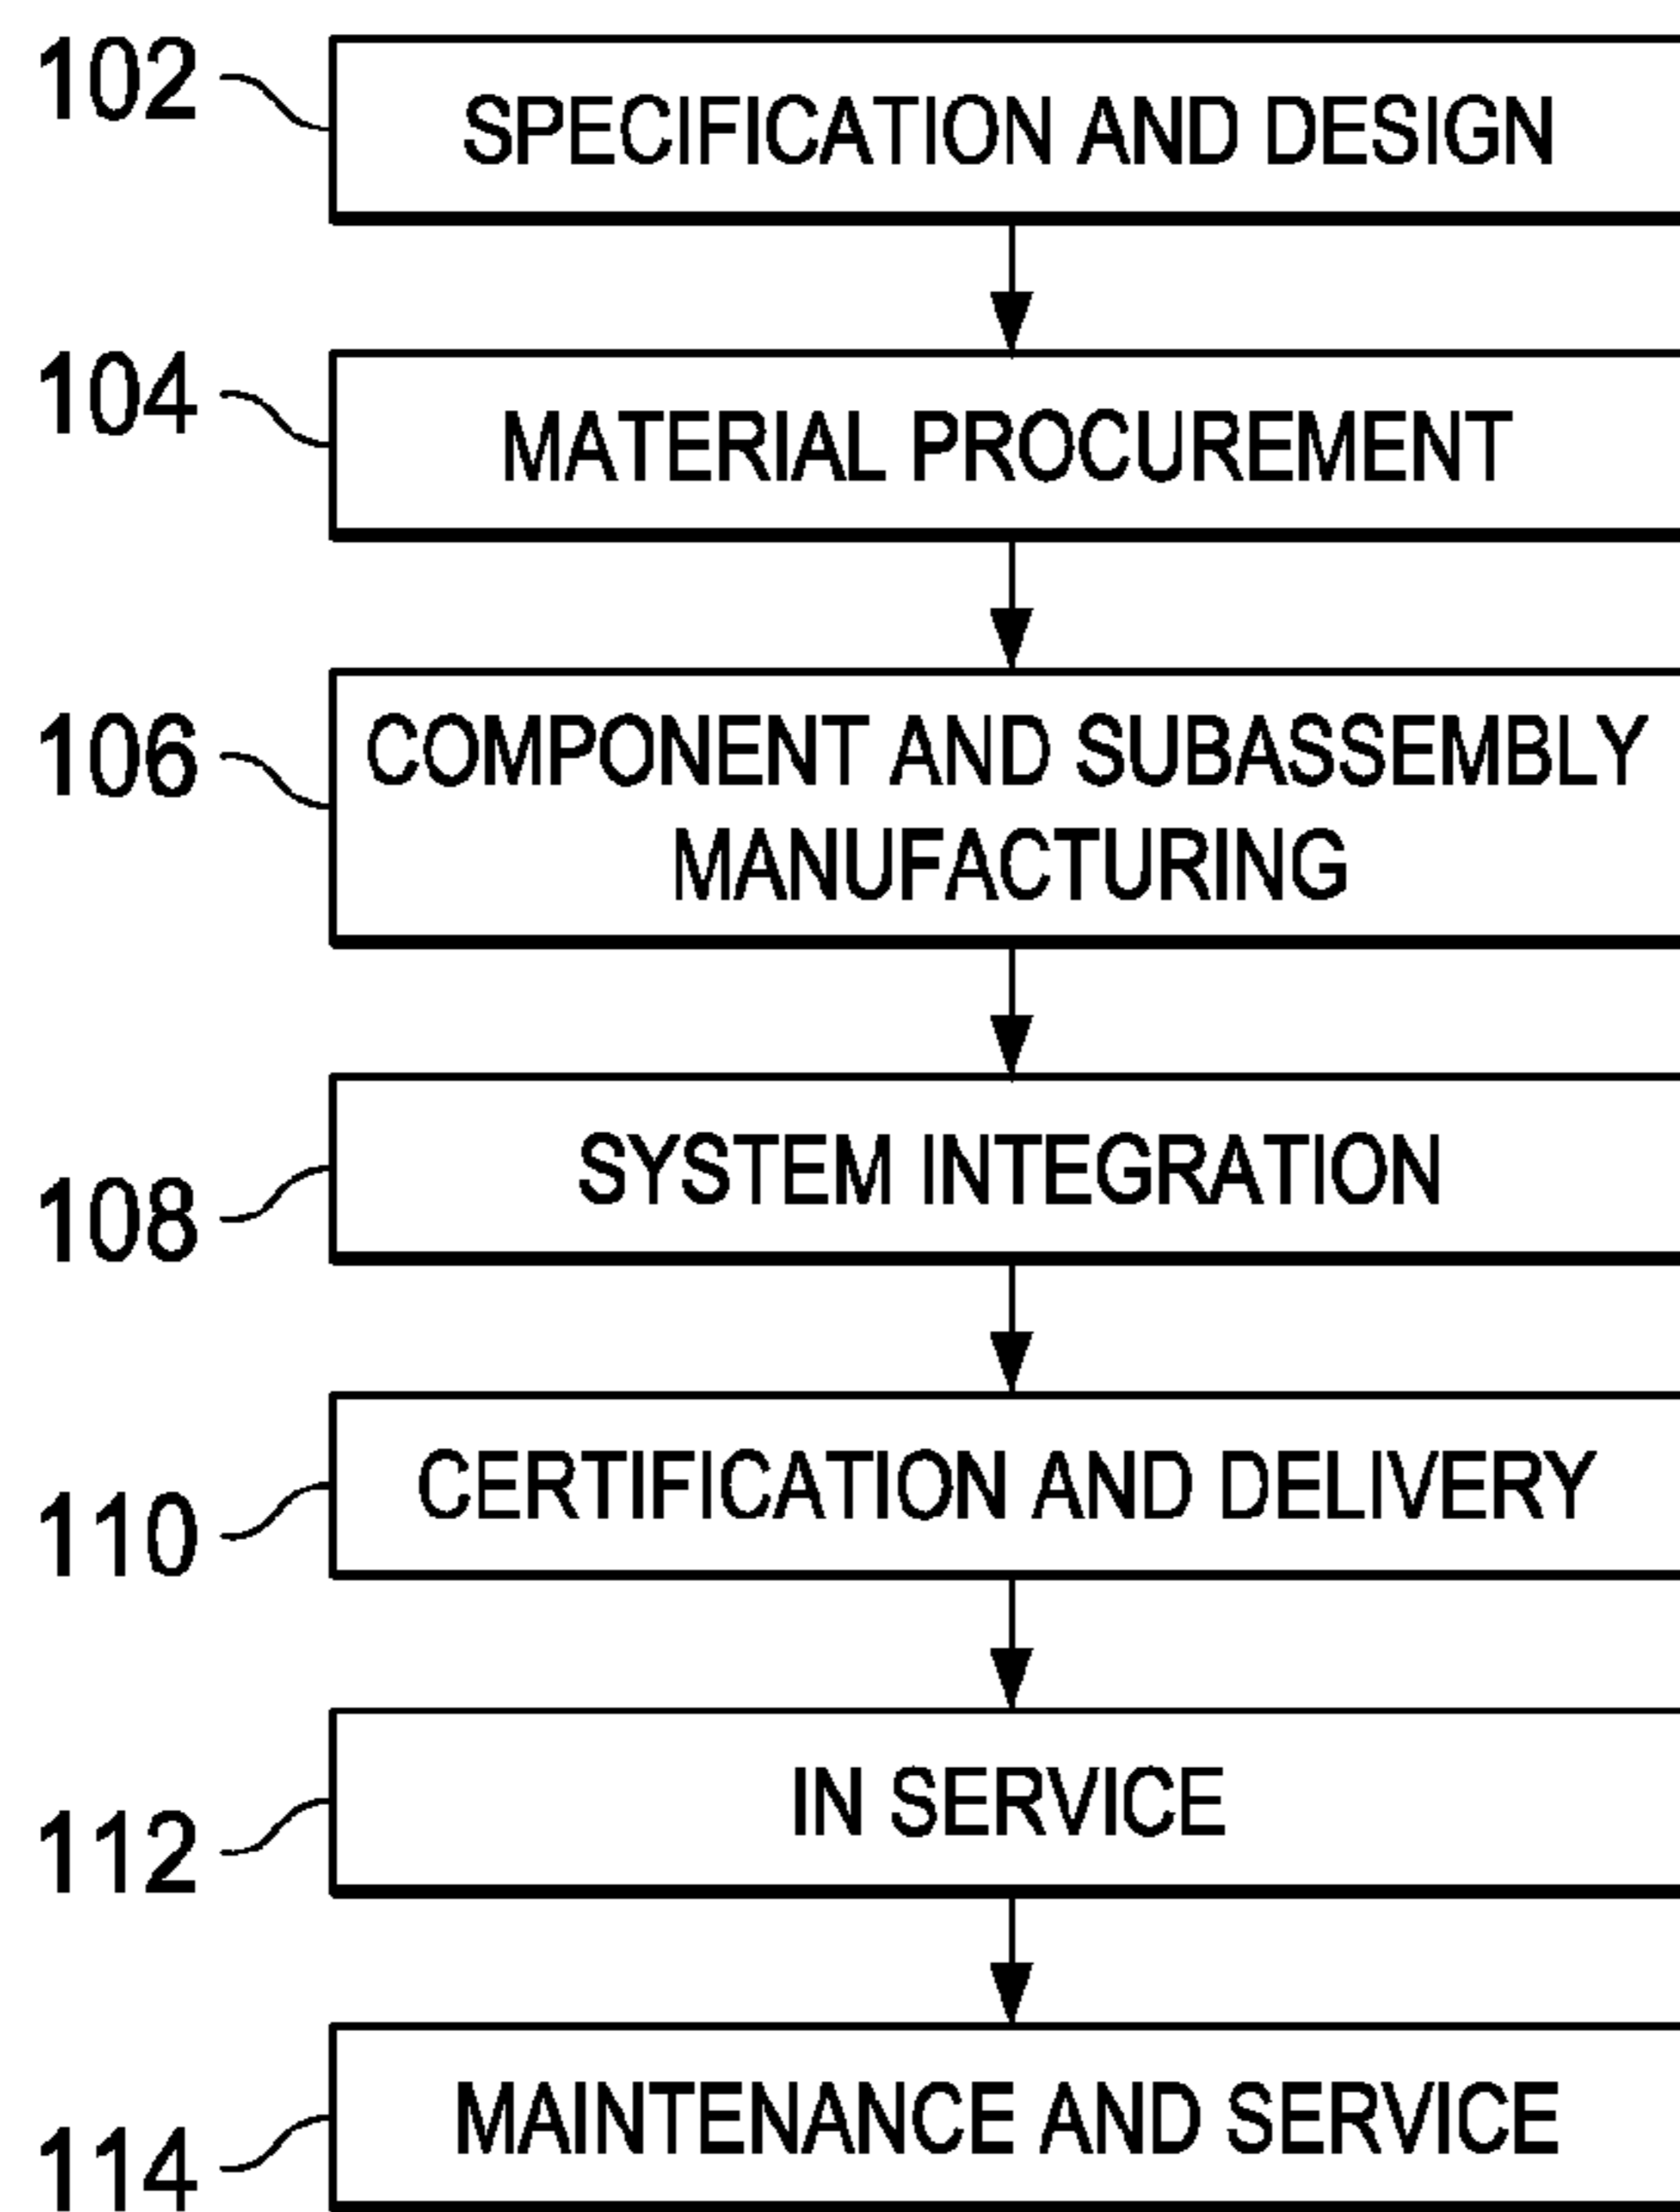 102
SPECIFICATION AND DESIGN
104
MATERIAL PROCUREMENT
106
COMPONENT AND SUBASSEMBLY
MANUFACTURING
108
SYSTEM INTEGRATION
110
CERTIFICATION AND DELIVERY
112
IN SERVICE
114
MAINTENANCE AND SERVICE